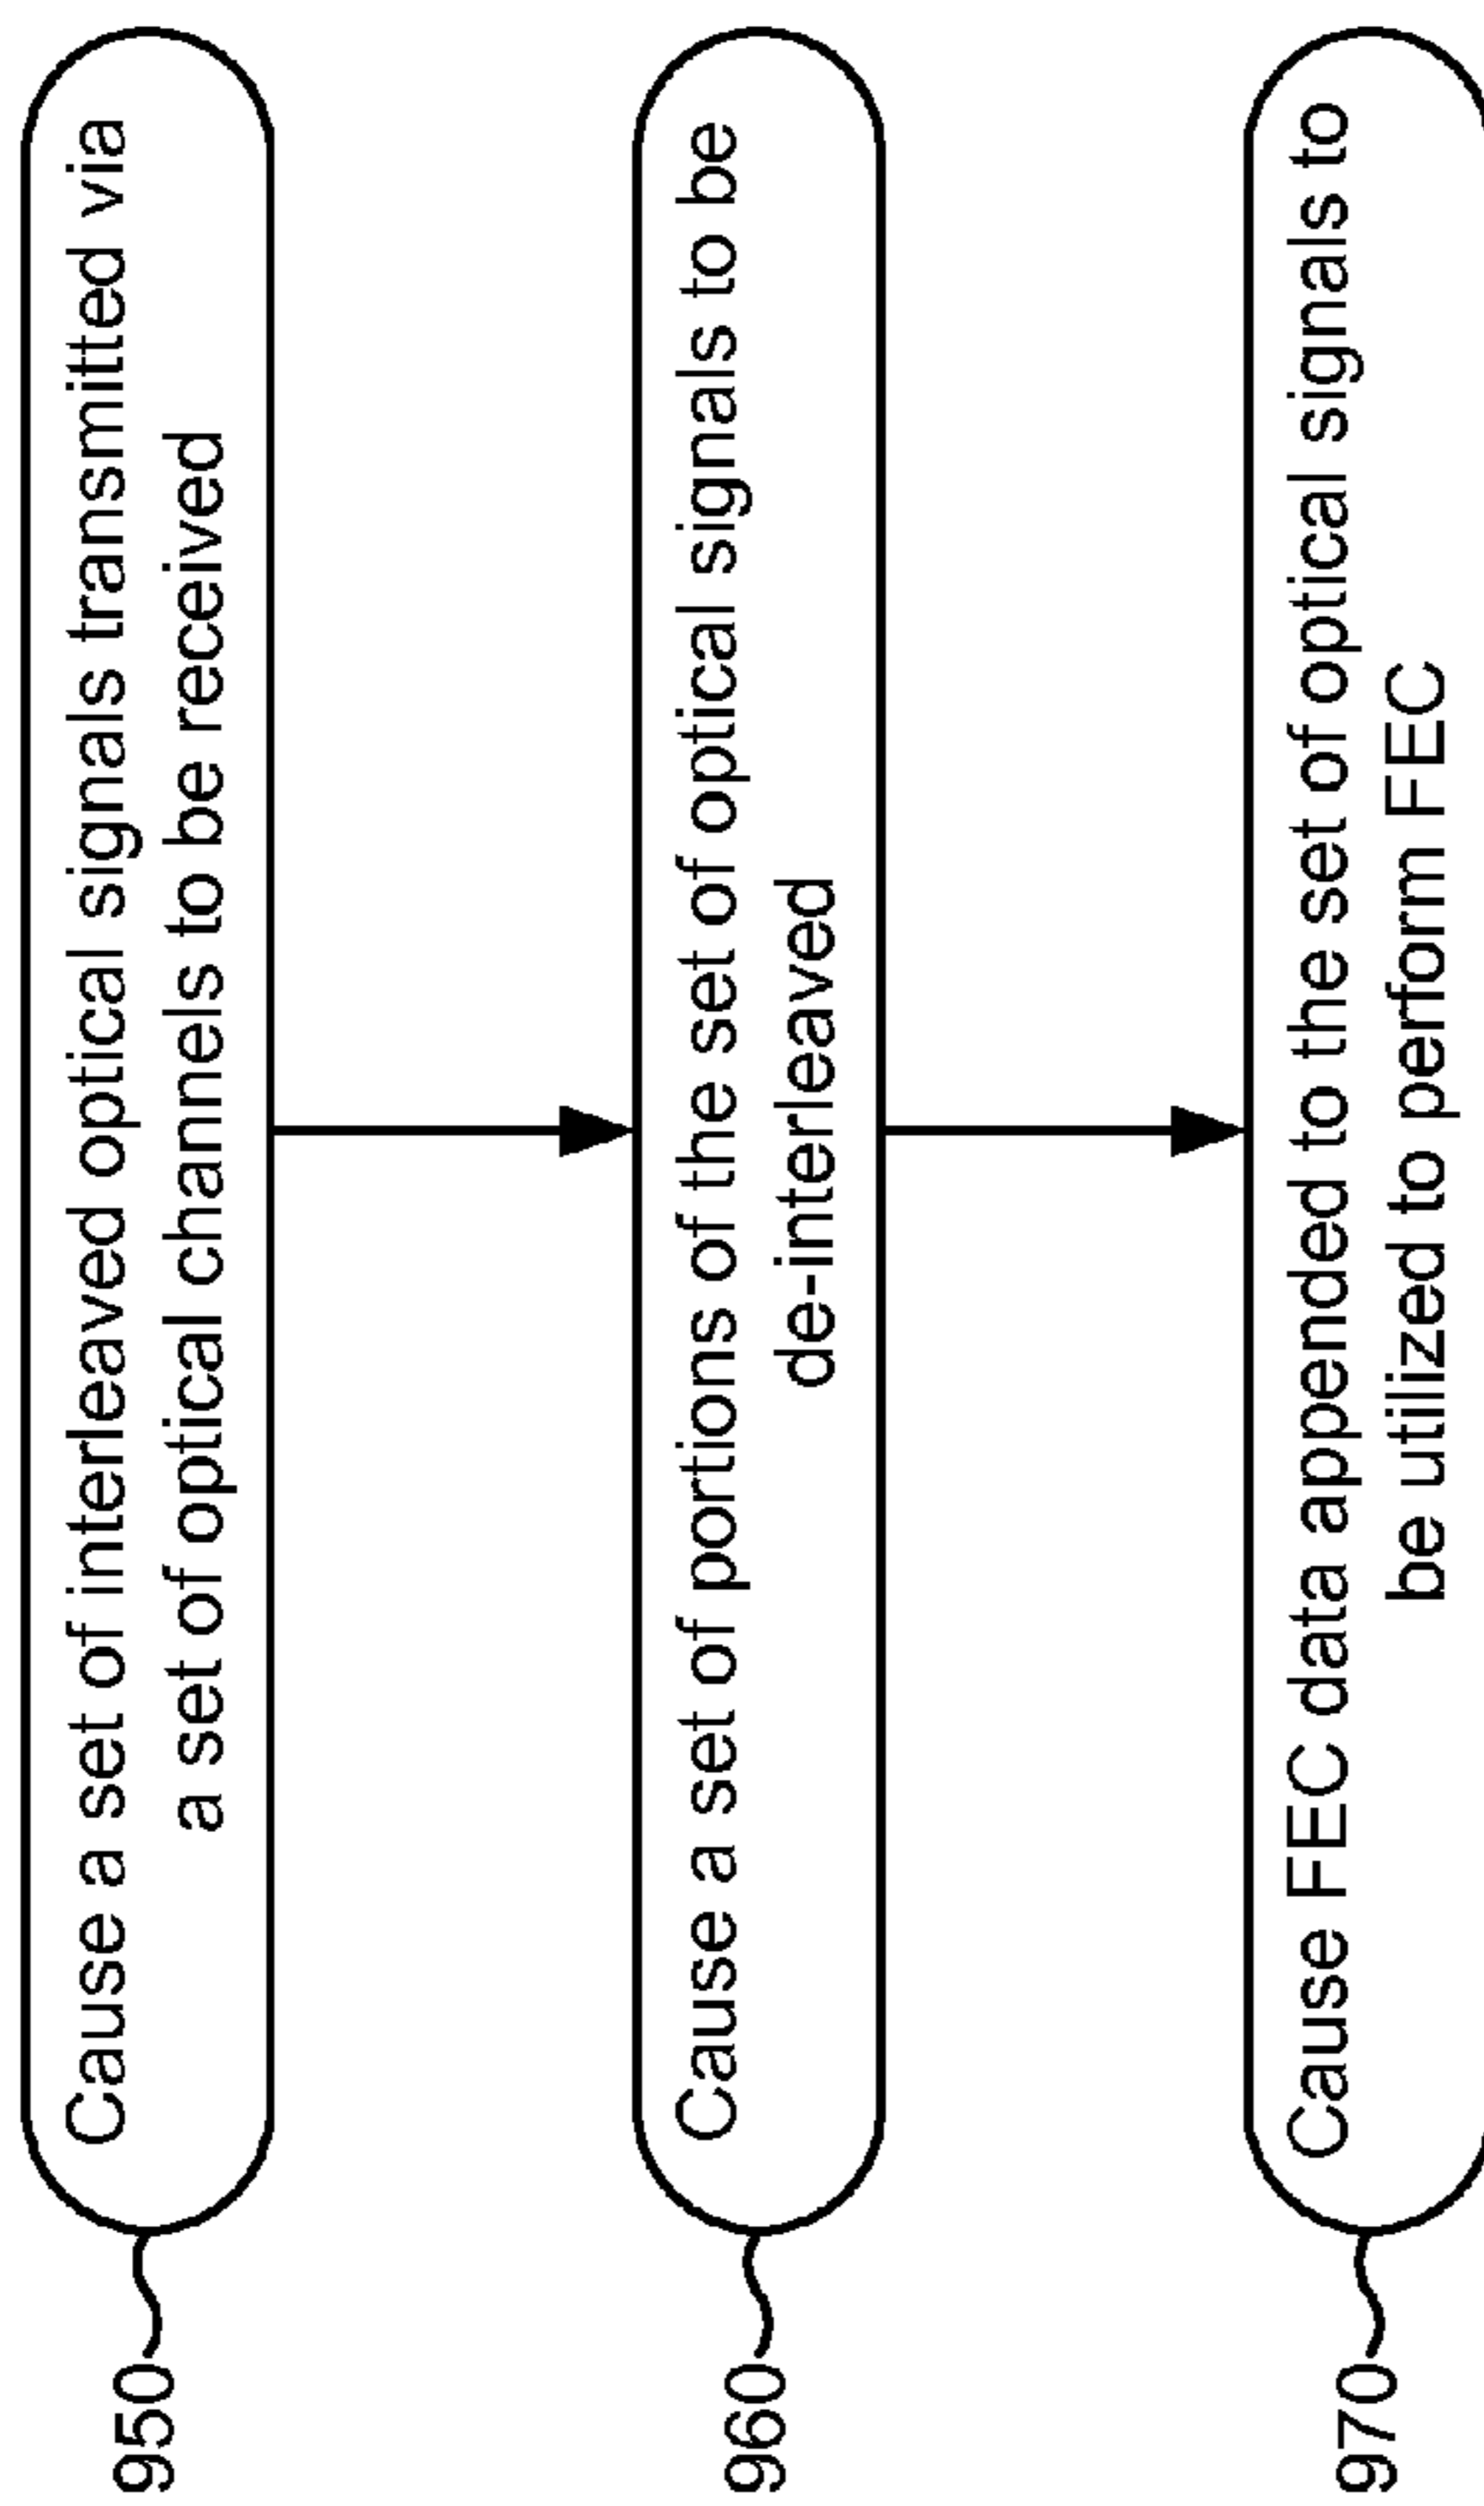 950
Cause a set of interleaved optical signals transmitted via
a set of optical channels to be received
960
Cause a set of portions of the set of optical signals to be
de-interleaved
970
Cause FEC data appended to the set of optical signals to
be utilized to perform FEC